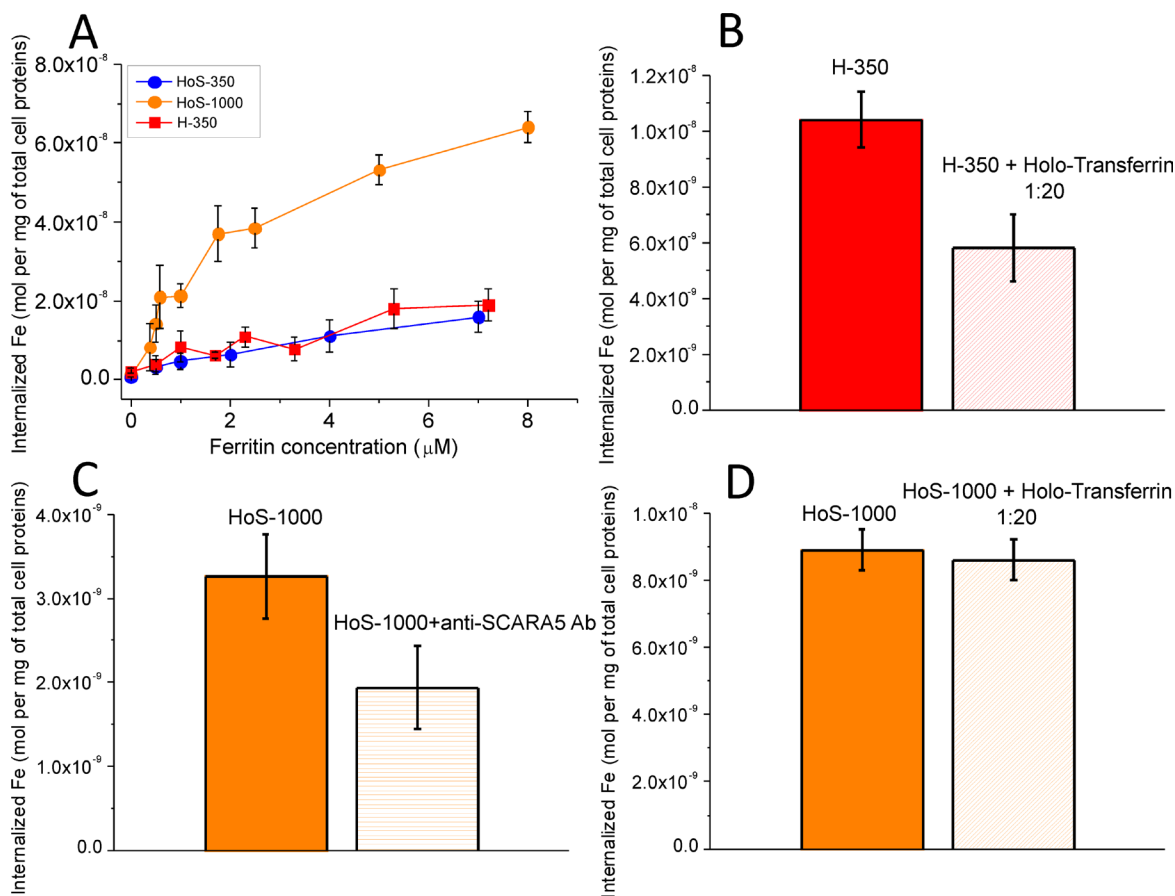 A
Internalized Fe (mol per mg of total cell proteins)
8.0x10⁻⁸
6.0x10⁻⁸
4.0x10⁻⁸
2.0x10⁻⁸
0.0
HoS-350
HoS-1000
H-350
0
2
4
6
8
Ferritin concentration (μM)
B
Internalized Fe (mol per mg of total cell proteins)
1.2x10⁻⁸
1.0x10⁻⁸
8.0x10⁻⁹
6.0x10⁻⁹
4.0x10⁻⁹
2.0x10⁻⁹
0.0
H-350
H-350 + Holo-Transferrin
1:20
C
Internalized Fe (mol per mg of total cell proteins)
4.0x10⁻⁹
3.0x10⁻⁹
2.0x10⁻⁹
1.0x10⁻⁹
0.0
HoS-1000
HoS-1000+anti-SCARA5 Ab
D
Internalized Fe (mol per mg of total cell proteins)
1.0x10⁻⁸
8.0x10⁻⁹
6.0x10⁻⁹
4.0x10⁻⁹
2.0x10⁻⁹
0.0
HoS-1000
HoS-1000 + Holo-Transferrin
1:20